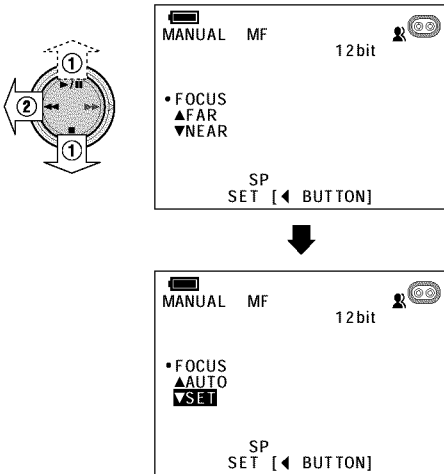 MANUAL MF
12bit
①
▶/❚❚
② ◀◀ ▶▶
■
①
•FOCUS
▲FAR
▼NEAR
SP
SET [◀ BUTTON]
MANUAL MF
12bit
•FOCUS
▲AUTO
▼SET
SP
SET [◀ BUTTON]